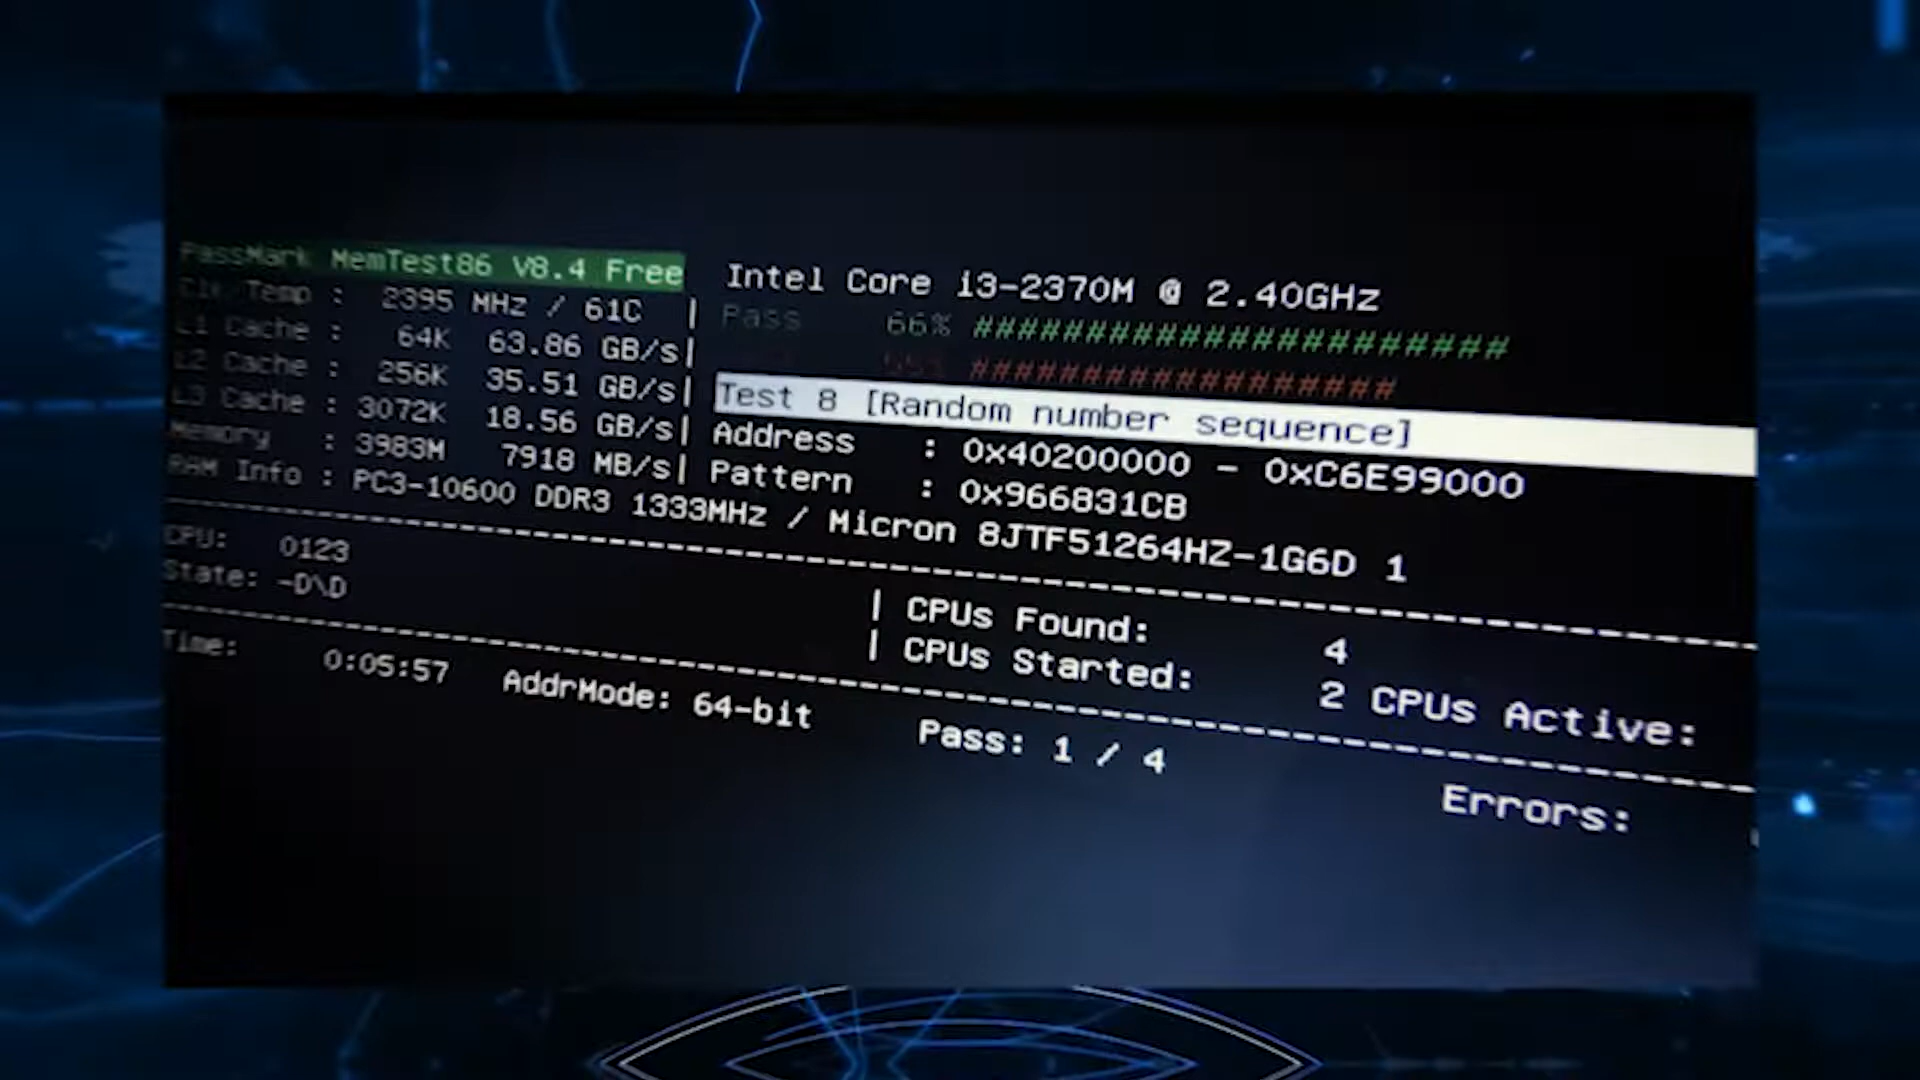 PassMark MemTest86 V8.4 Free
Intel Core i3-2370M @ 2.40GHz
Clk/Temp : 2395 MHz / 61C |
Pass 66% ######################
L1 Cache : 64K 63.86 GB/s|
##################
L2 Cache : 256K 35.51 GB/s|
Test 8 [Random number sequence]
L3 Cache : 3072K 18.56 GB/s|
Address : 0x40200000 - 0xC6E99000
Memory : 3983M 7918 MB/s|
Pattern : 0x966831CB
RAM Info : PC3-10600 DDR3 1333MHz / Micron 8JTF51264HZ-1G6D 1
CPU: 0123
| CPUs Found: 4
State: -D\D
| CPUs Started: 2 CPUs Active:
Time: 0:05:57 AddrMode: 64-bit Pass: 1 / 4 Errors: